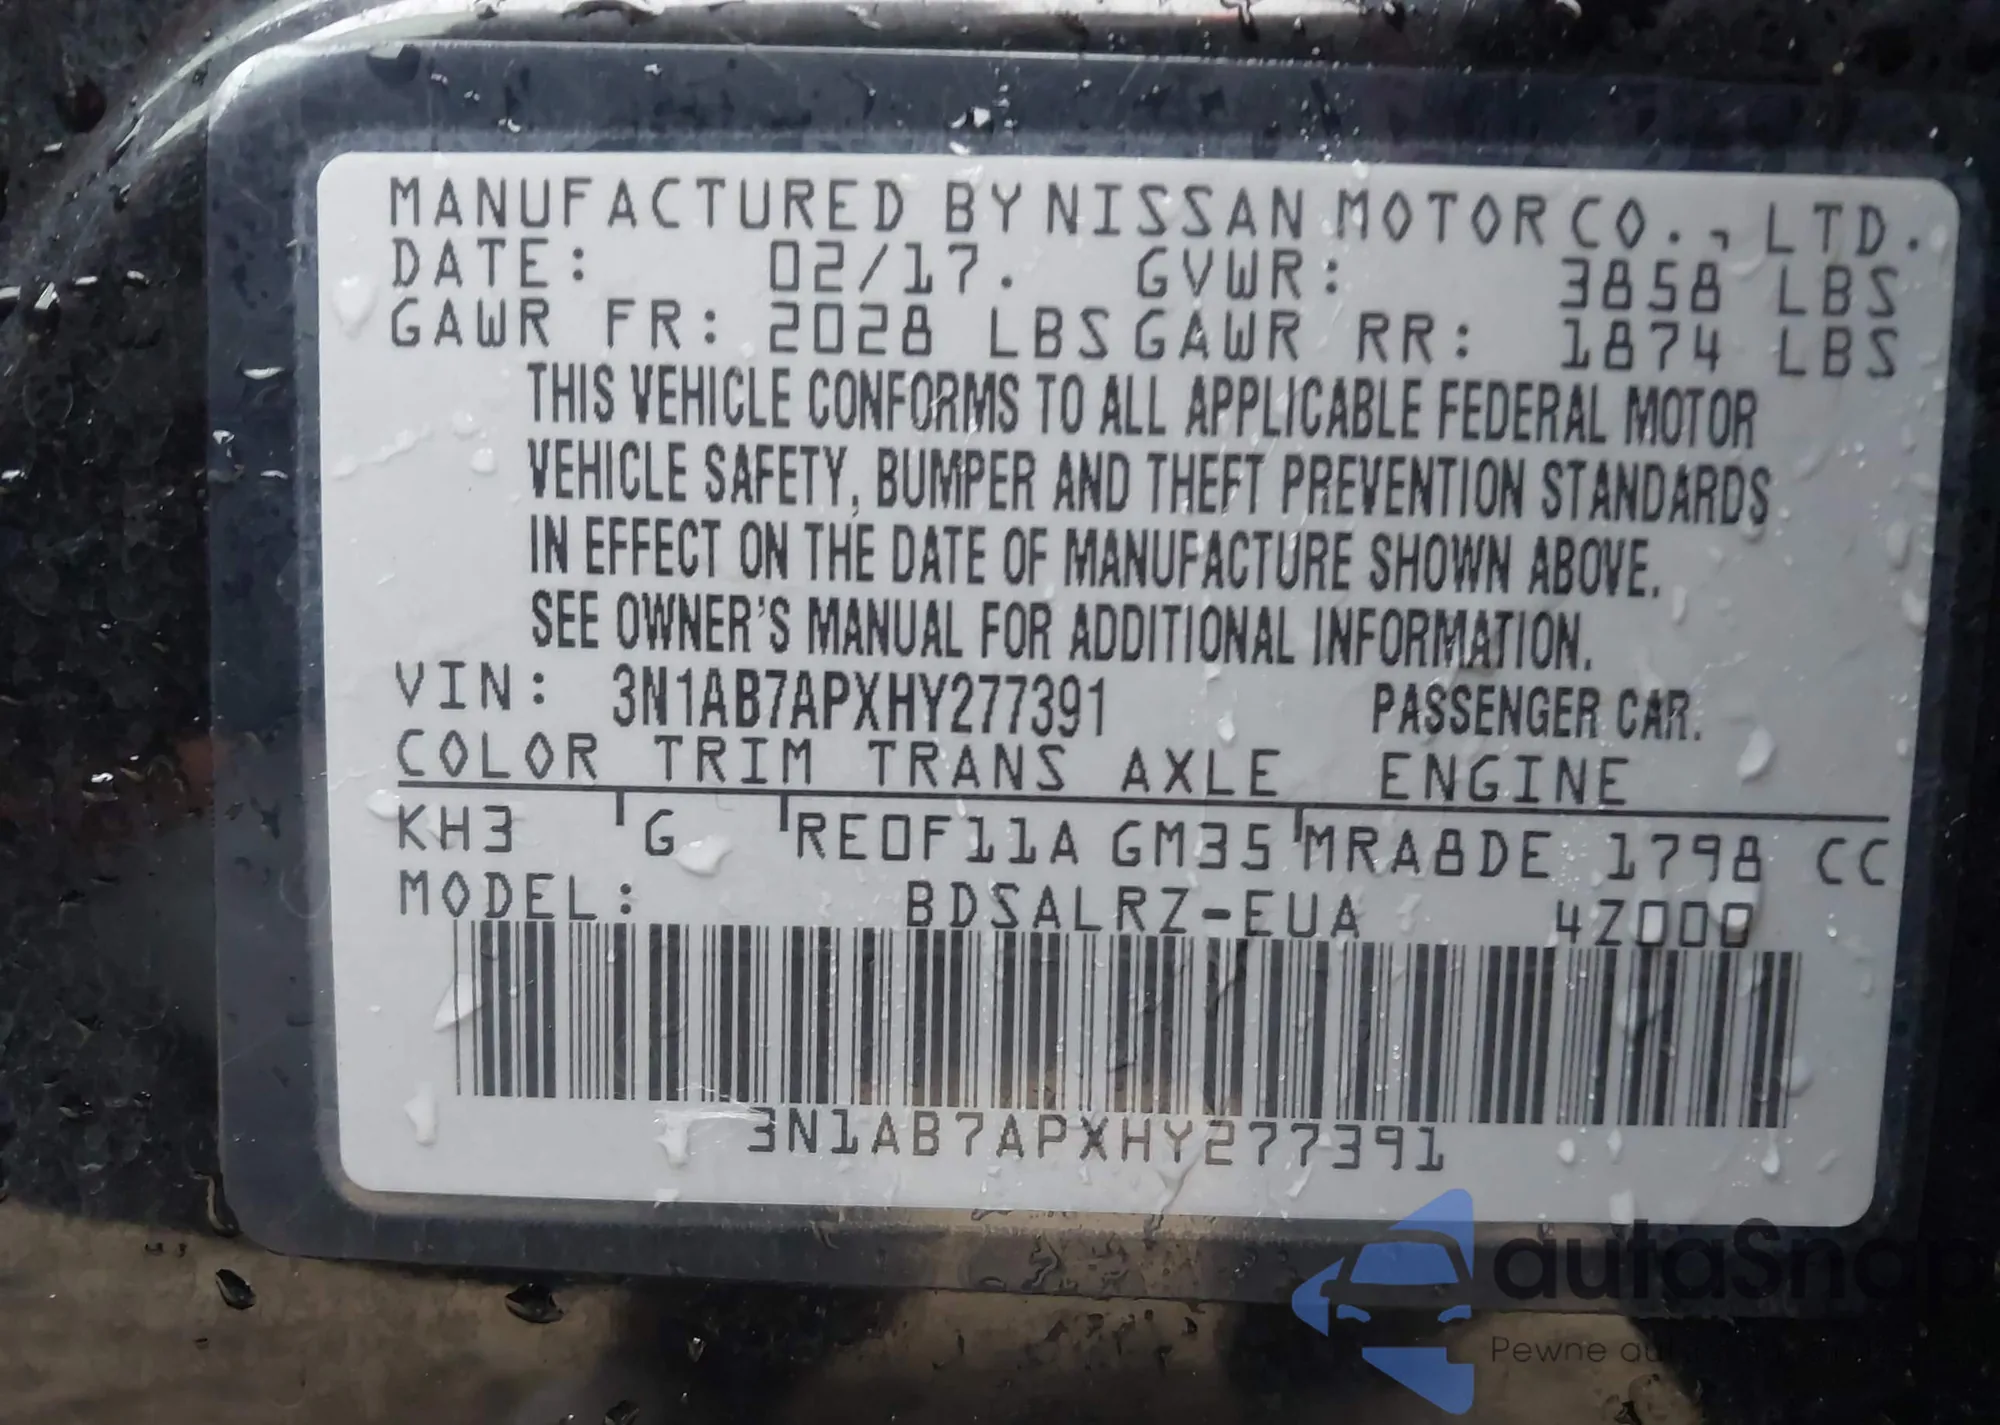 MANUFACTURED BY NISSAN MOTOR CO., LTD.
DATE: 02/17. GVWR: 3858 LBS
GAWR FR: 2028 LBS GAWR RR: 1874 LBS
THIS VEHICLE CONFORMS TO ALL APPLICABLE FEDERAL MOTOR
VEHICLE SAFETY, BUMPER AND THEFT PREVENTION STANDARDS
IN EFFECT ON THE DATE OF MANUFACTURE SHOWN ABOVE.
SEE OWNER'S MANUAL FOR ADDITIONAL INFORMATION.
VIN: 3N1AB7APXHY277391 PASSENGER CAR.
COLOR TRIM TRANS AXLE ENGINE
KH3 G RE0F11A GM35 MRA8DE 1798 CC
MODEL: BDSALRZ-EUA 4Z000
3N1AB7APXHY277391
autaSnap
Pewne